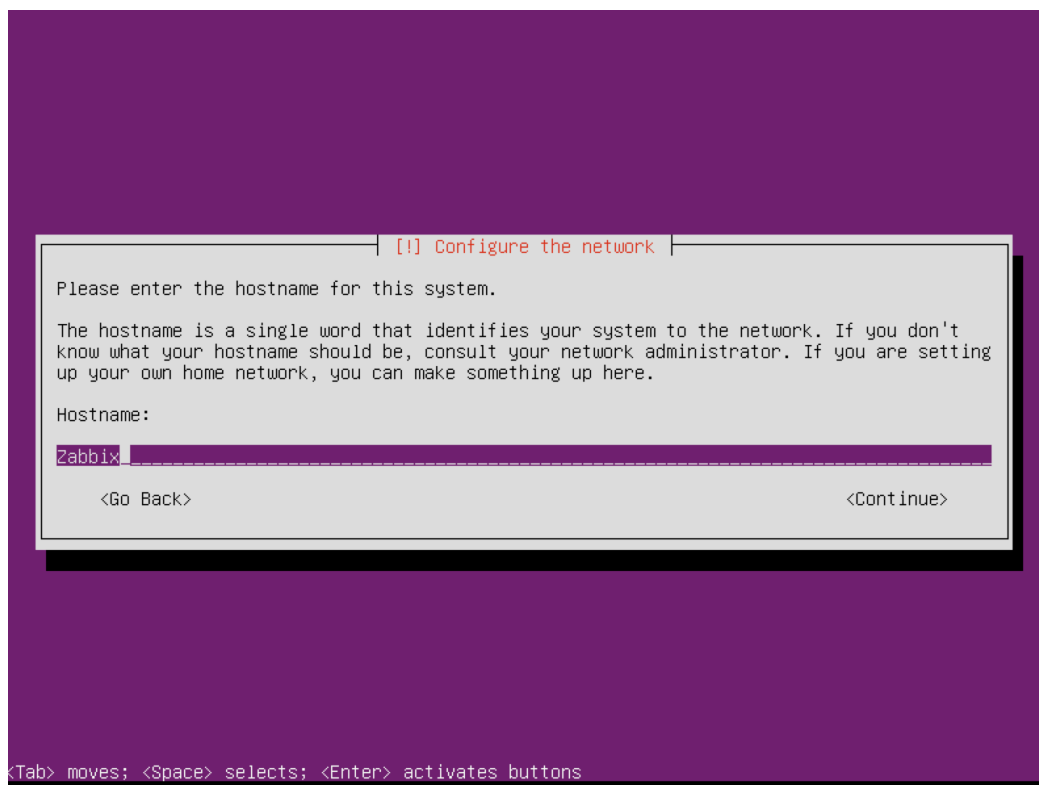 [!] Configure the network
Please enter the hostname for this system.
The hostname is a single word that identifies your system to the network. If you don't
know what your hostname should be, consult your network administrator. If you are setting
up your own home network, you can make something up here.
Hostname:
Zabbix
<Go Back> <Continue>
<Tab> moves; <Space> selects; <Enter> activates buttons